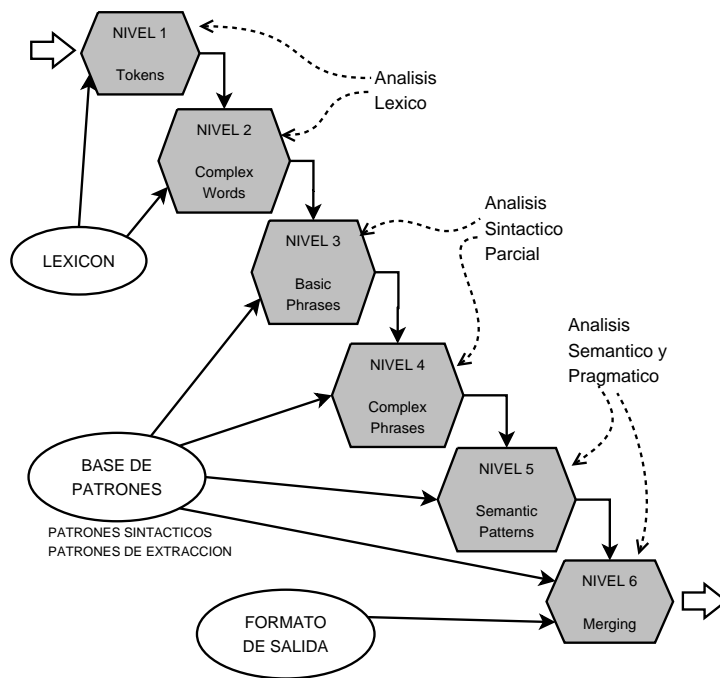 NIVEL 1
Tokens
Analisis
Lexico
NIVEL 2
Complex
Words
LEXICON
Analisis
Sintactico
Parcial
NIVEL 3
Basic
Phrases
Analisis
Semantico y
Pragmatico
NIVEL 4
Complex
Phrases
BASE DE
PATRONES
PATRONES SINTACTICOS
PATRONES DE EXTRACCION
NIVEL 5
Semantic
Patterns
NIVEL 6
Merging
FORMATO
DE SALIDA